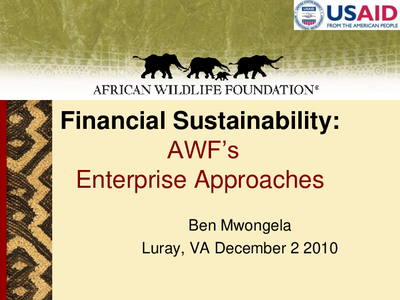 USAID
FROM THE AMERICAN PEOPLE
AFRICAN WILDLIFE FOUNDATION®
Financial Sustainability:
AWF's
Enterprise Approaches
Ben Mwongela
Luray, VA December 2 2010